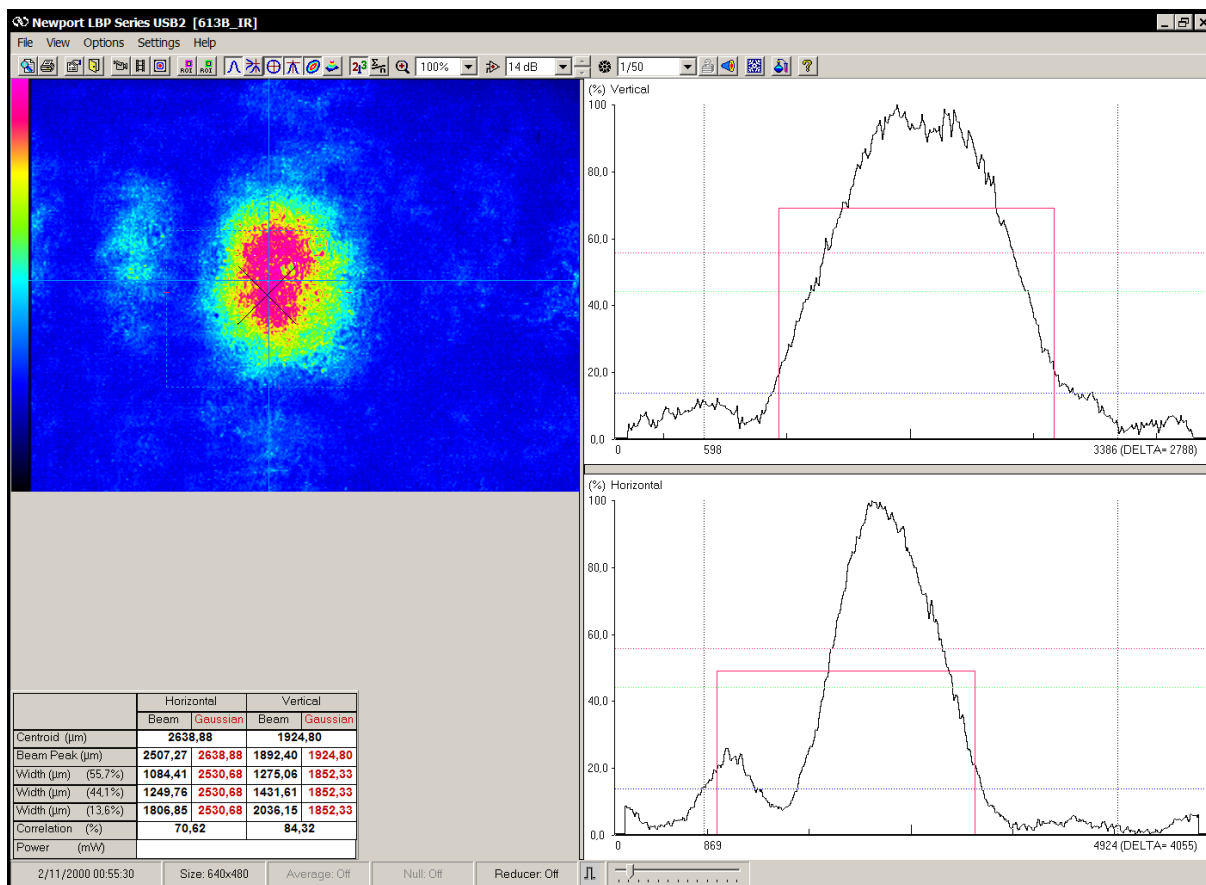 Newport LBP Series USB2 [613B_IR]
File View Options Settings Help
ROI ROI 100% 14 dB 1/50
(%) Vertical
100
80,0
60,0
40,0
20,0
0,0
0 598 3386 (DELTA= 2788)
(%) Horizontal
100
80,0
60,0
40,0
20,0
0,0
0 869 4924 (DELTA= 4055)
Horizontal Vertical
Beam Gaussian Beam Gaussian
Centroid (µm) 2638,88 1924,80
Beam Peak (µm) 2507,27 2638,88 1892,40 1924,80
Width (µm) (55,7%) 1084,41 2530,68 1275,06 1852,33
Width (µm) (44,1%) 1249,76 2530,68 1431,61 1852,33
Width (µm) (13,6%) 1806,85 2530,68 2036,15 1852,33
Correlation (%) 70,62 84,32
Power (mW)
2/11/2000 00:55:30 Size: 640x480 Average: Off Null: Off Reducer: Off